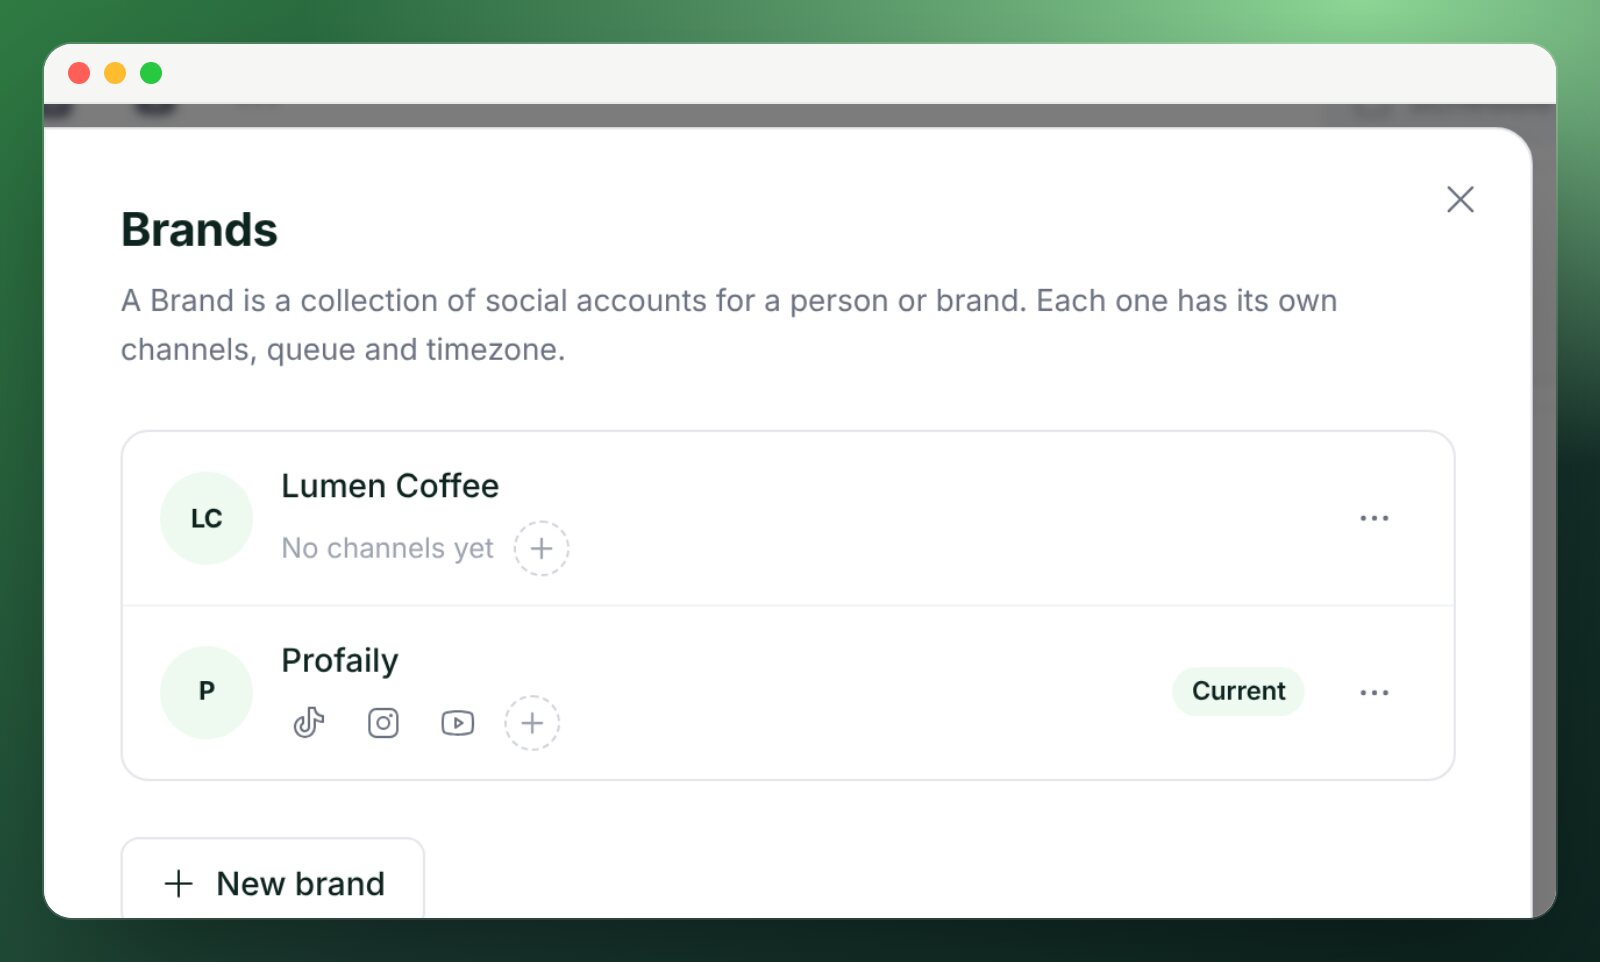 Brands
A Brand is a collection of social accounts for a person or brand. Each one has its own
channels, queue and timezone.
LC
Lumen Coffee
No channels yet
P
Profaily
Current
New brand